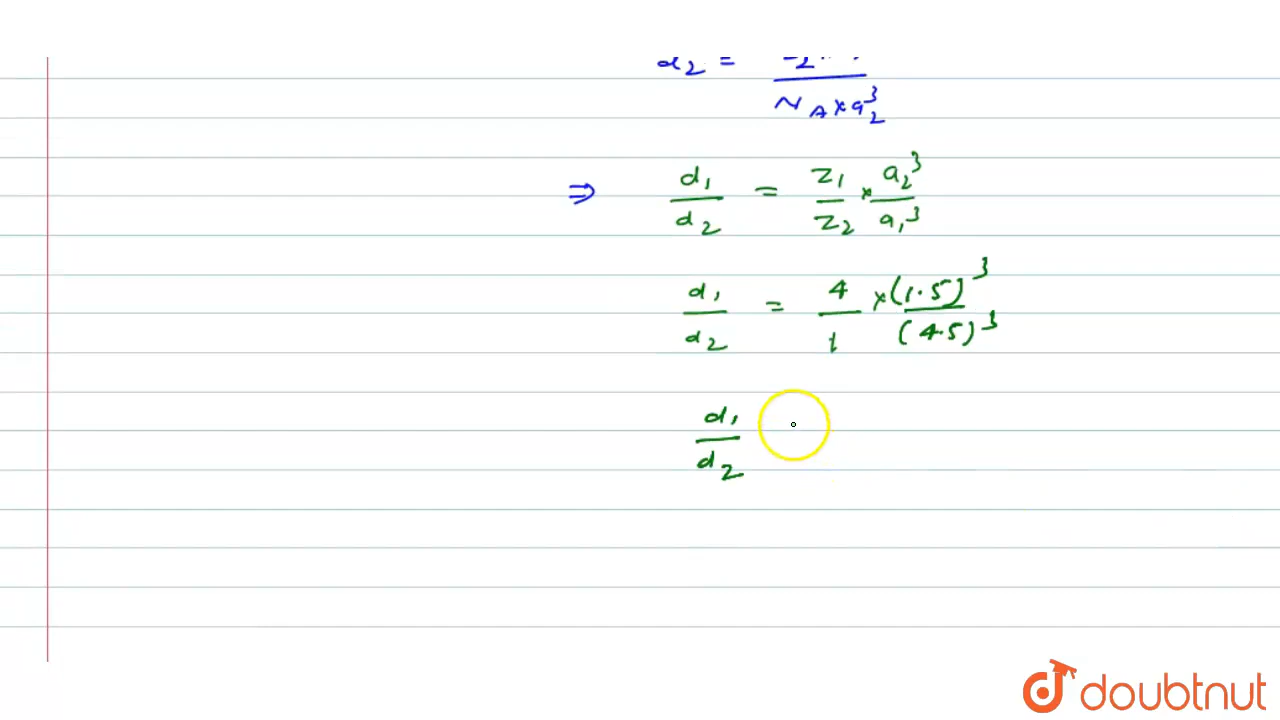 d₂ =
N_A × a₂³
⇒ d₁/d₂ = z₁/z₂ × a₂³/a₁³
d₁/d₂ = 4/1 × (1.5)³/(4.5)³
d₁/d₂
doubtnut